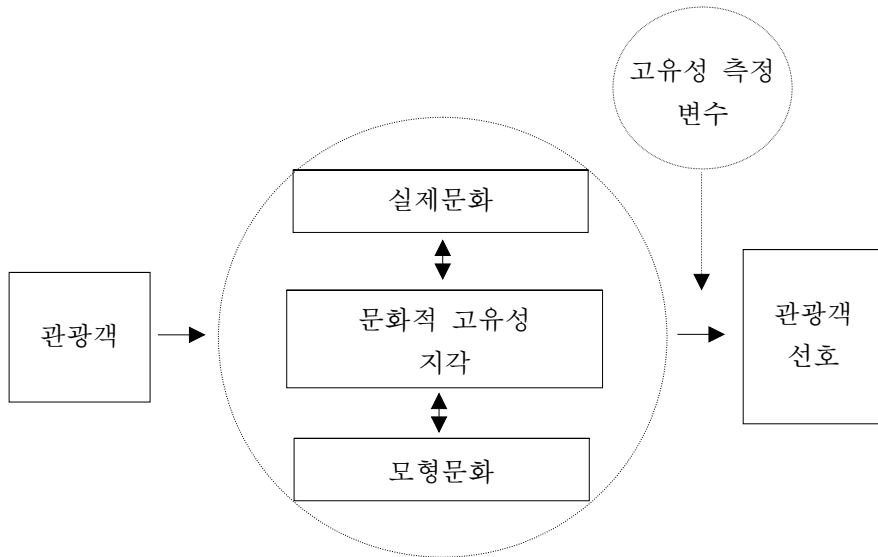 고유성 측정
변수
실제문화
관광객
문화적 고유성
지각
관광객
선호
모형문화